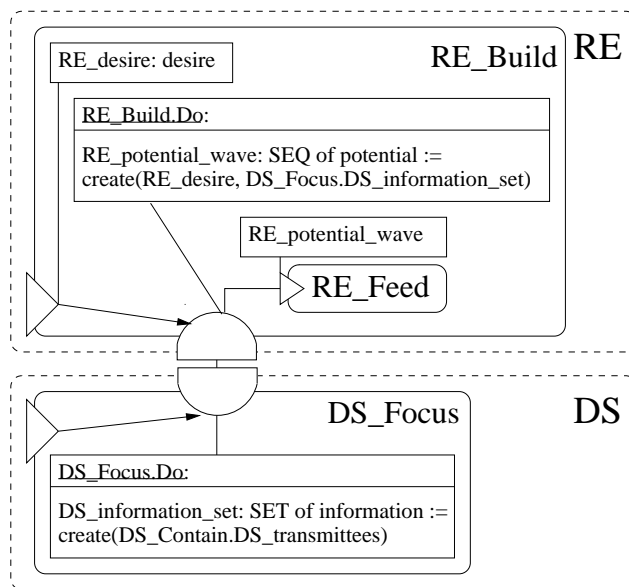 RE
RE_Build
RE_desire: desire
RE_Build.Do:
RE_potential_wave: SEQ of potential :=
create(RE_desire, DS_Focus.DS_information_set)
RE_potential_wave
RE_Feed
DS
DS_Focus
DS_Focus.Do:
DS_information_set: SET of information :=
create(DS_Contain.DS_transmittees)